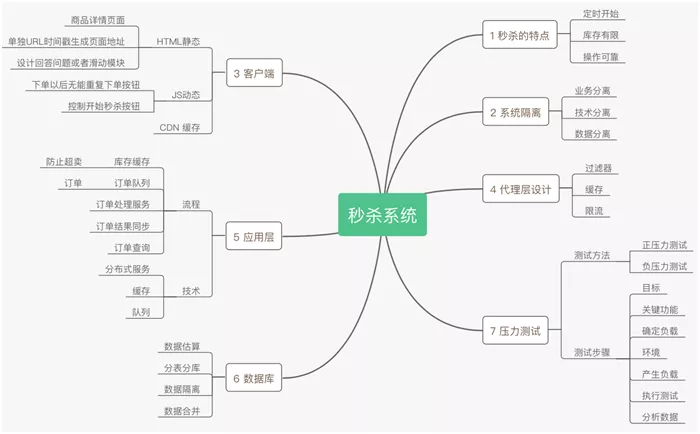 秒杀系统
1 秒杀的特点
定时开始
库存有限
操作可靠
2 系统隔离
业务分离
技术分离
数据分离
3 客户端
HTML静态
商品详情页面
单独URL时间戳生成页面地址
设计回答问题或者滑动模块
JS动态
下单以后无能重复下单按钮
控制开始秒杀按钮
CDN 缓存
4 代理层设计
过滤器
缓存
限流
5 应用层
流程
库存缓存
防止超卖
订单队列
订单
订单处理服务
订单结果同步
订单查询
技术
分布式服务
缓存
队列
6 数据库
数据估算
分表分库
数据隔离
数据合并
7 压力测试
测试方法
正压力测试
负压力测试
测试步骤
目标
关键功能
确定负载
环境
产生负载
执行测试
分析数据